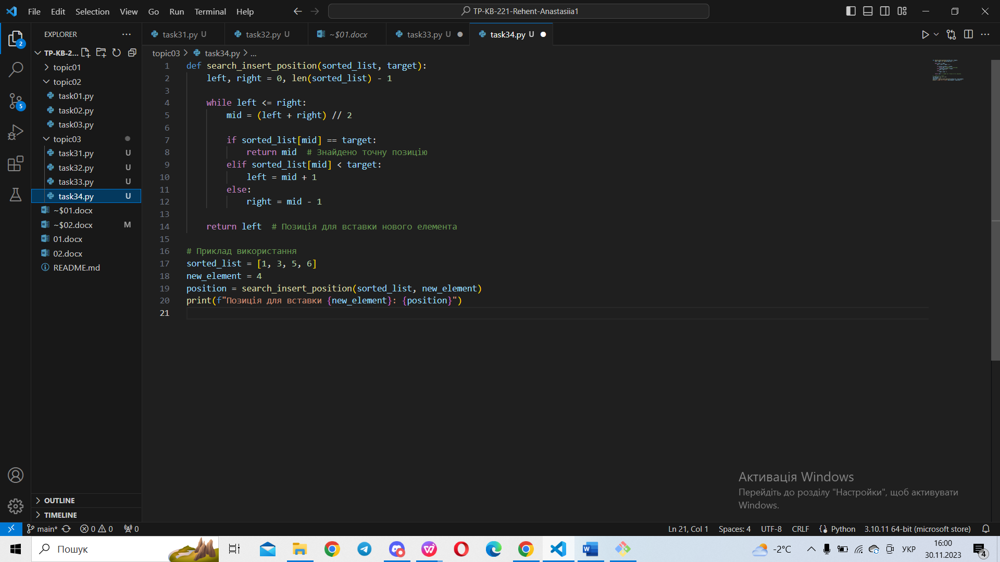 File Edit Selection View Go Run Terminal Help
TP-KB-221-Rehent-Anastasiia1
EXPLORER
TP-KB-2...
topic01
topic02
task01.py
task02.py
task03.py
topic03
task31.py U
task32.py U
task33.py U
task34.py U
~$01.docx
~$02.docx M
01.docx
02.docx
README.md
OUTLINE
TIMELINE
2
5
task31.py U
task32.py U
~$01.docx
task33.py U
task34.py U
topic03 > task34.py > ...
1 def search_insert_position(sorted_list, target):
2 left, right = 0, len(sorted_list) - 1
3
4 while left <= right:
5 mid = (left + right) // 2
6
7 if sorted_list[mid] == target:
8 return mid # Знайдено точну позицію
9 elif sorted_list[mid] < target:
10 left = mid + 1
11 else:
12 right = mid - 1
13
14 return left # Позиція для вставки нового елемента
15
16 # Приклад використання
17 sorted_list = [1, 3, 5, 6]
18 new_element = 4
19 position = search_insert_position(sorted_list, new_element)
20 print(f"Позиція для вставки {new_element}: {position}")
21
Активація Windows
Перейдіть до розділу "Настройки", щоб активувати
Windows.
main* 0 0 0 Ln 21, Col 1 Spaces: 4 UTF-8 CRLF Python 3.10.11 64-bit (microsoft store)
Пошук
-2°C УКР
16:00
30.11.2023
4